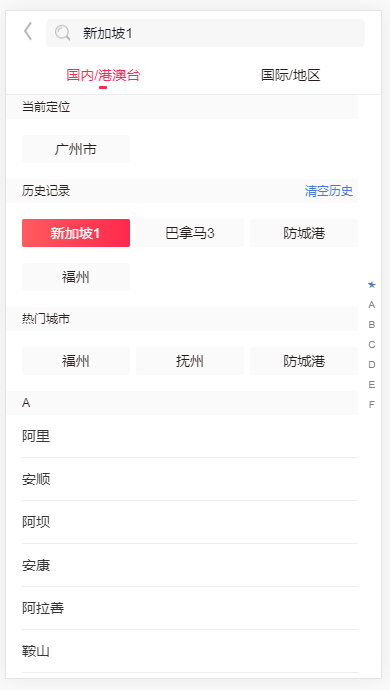 新加坡1
国内/港澳台 国际/地区
当前定位
广州市
历史记录 清空历史
新加坡1 巴拿马3 防城港
福州
热门城市
福州 抚州 防城港
A
阿里
安顺
阿坝
安康
阿拉善
鞍山
★
A
B
C
D
E
F